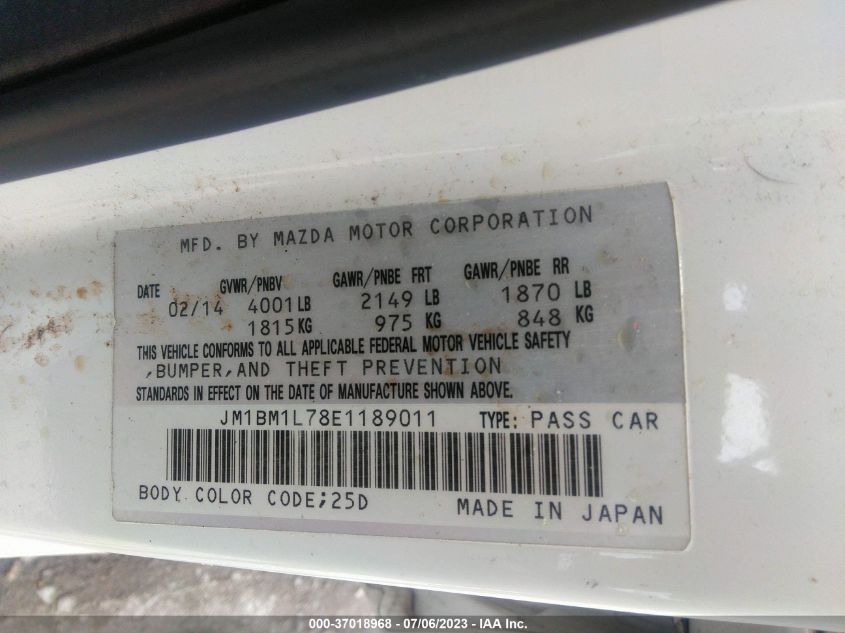 MFD. BY MAZDA MOTOR CORPORATION
DATE GVWR/PNBV GAWR/PNBE FRT GAWR/PNBE RR
02/14 4001 LB 2149 LB 1870 LB
1815 KG 975 KG 848 KG
THIS VEHICLE CONFORMS TO ALL APPLICABLE FEDERAL MOTOR VEHICLE SAFETY
,BUMPER,AND THEFT PREVENTION
STANDARDS IN EFFECT ON THE DATE OF MANUFACTURE SHOWN ABOVE.
JM1BM1L78E1189011 TYPE: PASS CAR
BODY COLOR CODE;25D MADE IN JAPAN
000-37018968 - 07/06/2023 - IAA Inc.